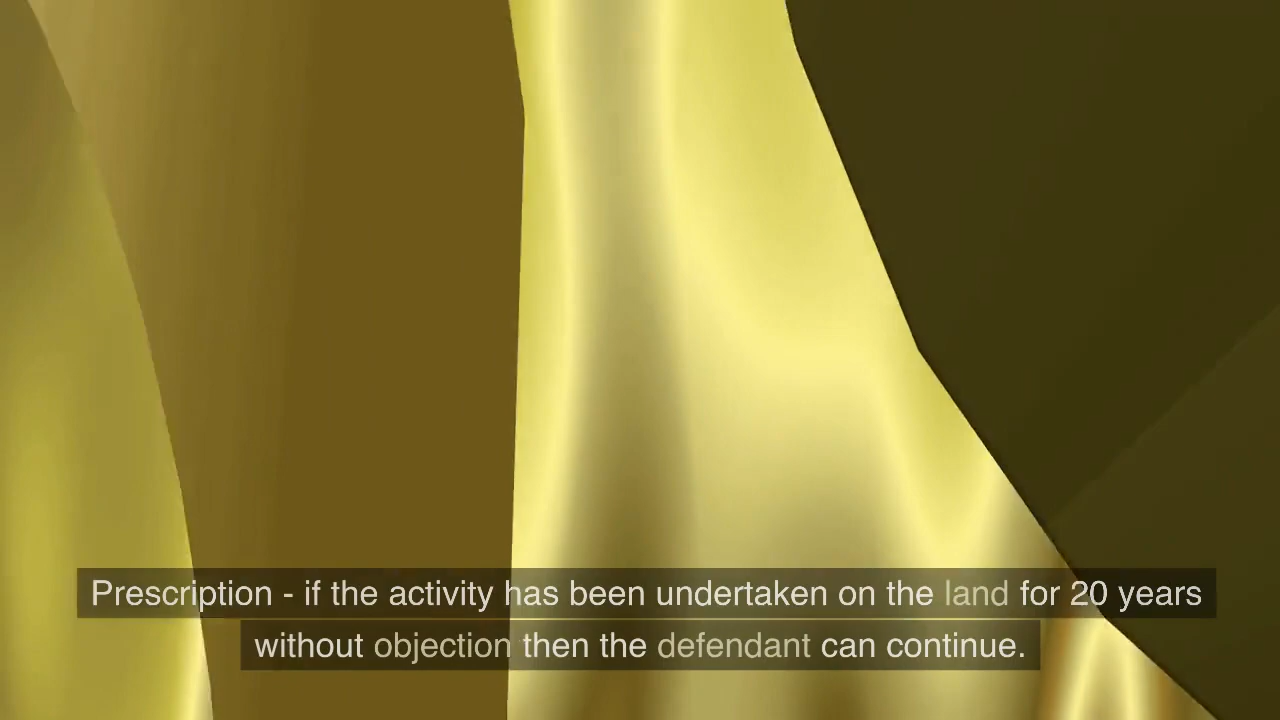 Prescription - if the activity has been undertaken on the land for 20 years
without objection then the defendant can continue.